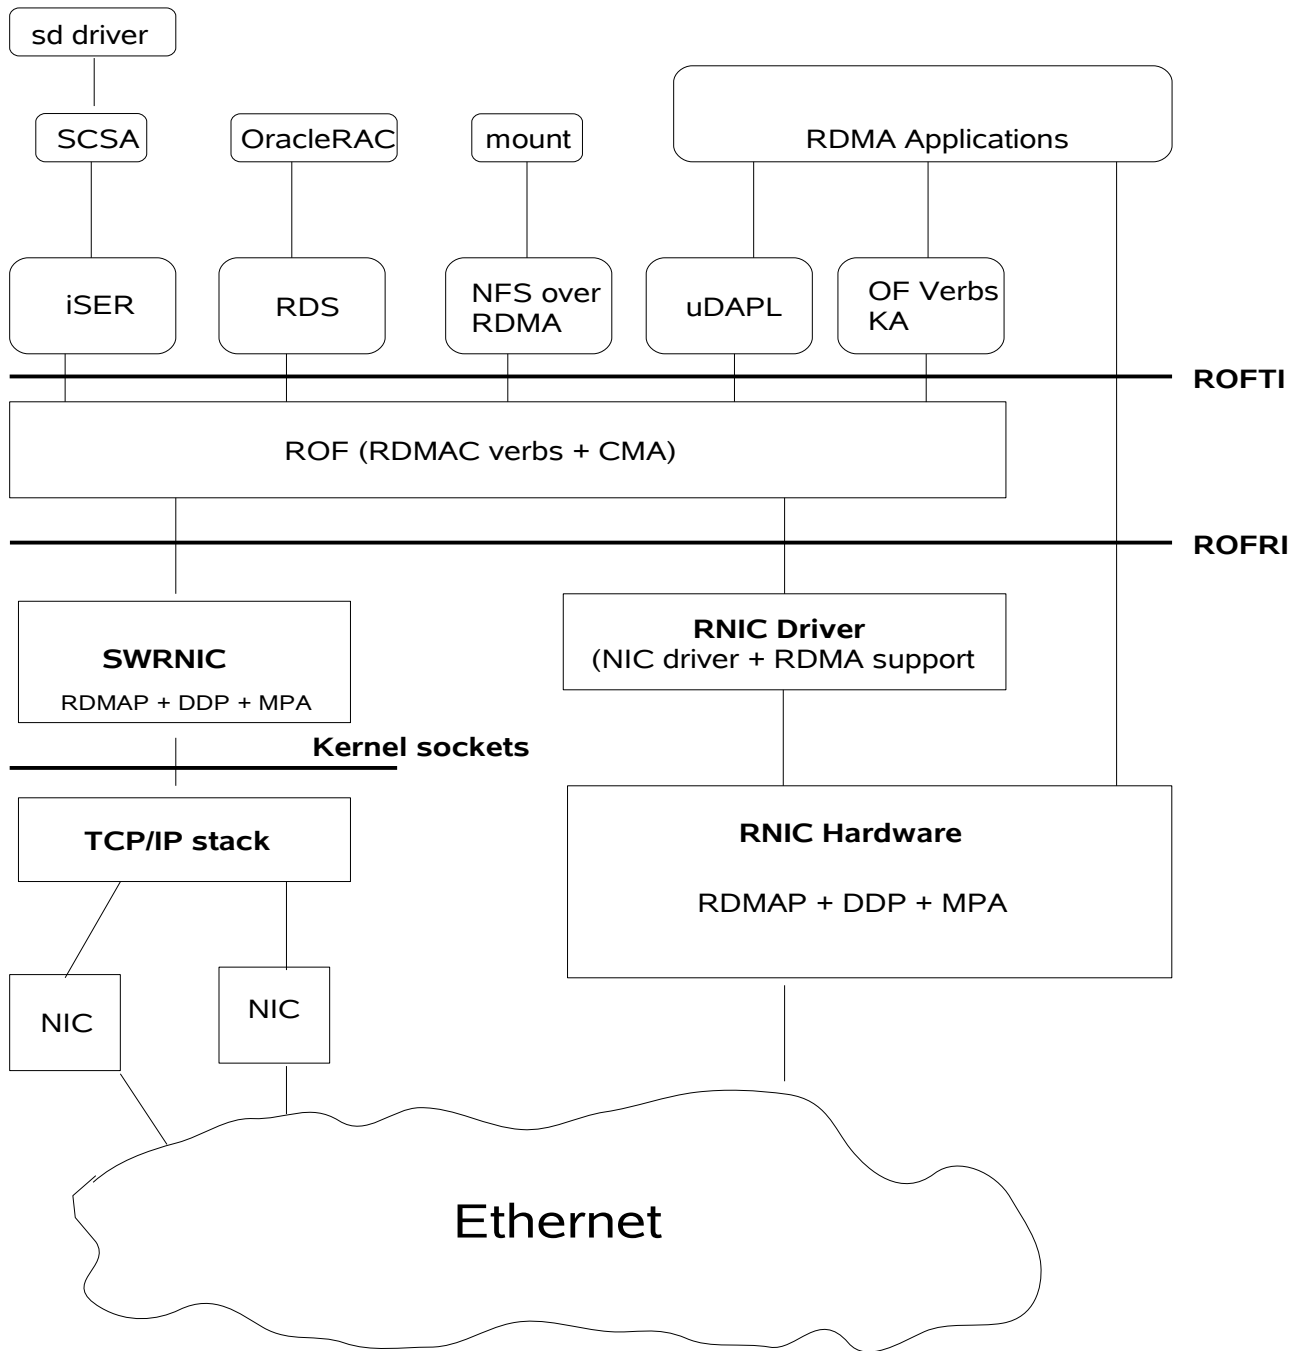 sd driver
SCSA
OracleRAC
mount
RDMA Applications
iSER
RDS
NFS over
RDMA
uDAPL
OF Verbs
KA
ROFTI
ROF (RDMAC verbs + CMA)
ROFRI
SWRNIC
RDMAP + DDP + MPA
RNIC Driver
(NIC driver + RDMA support
Kernel sockets
TCP/IP stack
RNIC Hardware
RDMAP + DDP + MPA
NIC
NIC
Ethernet